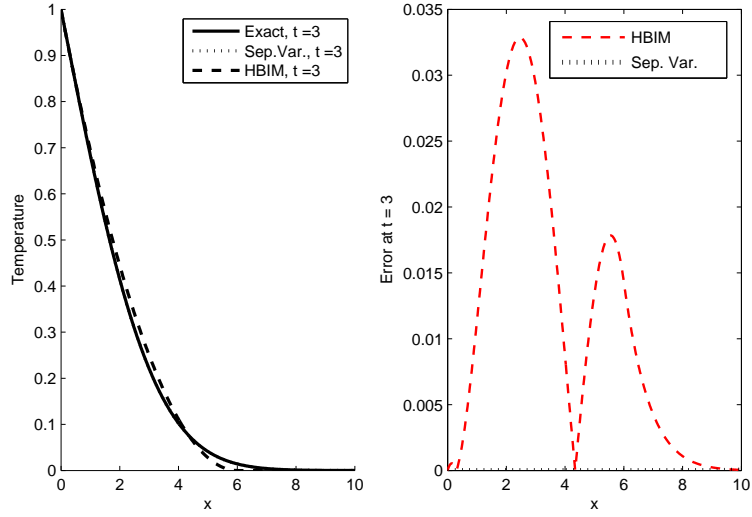 1
0.9
0.8
0.7
0.6
0.5
0.4
0.3
0.2
0.1
0
0 2 4 6 8 10
x
Temperature
Exact, t =3
Sep.Var., t =3
HBIM, t =3
0.035
0.03
0.025
0.02
0.015
0.01
0.005
0
0 2 4 6 8 10
x
Error at t = 3
HBIM
Sep. Var.